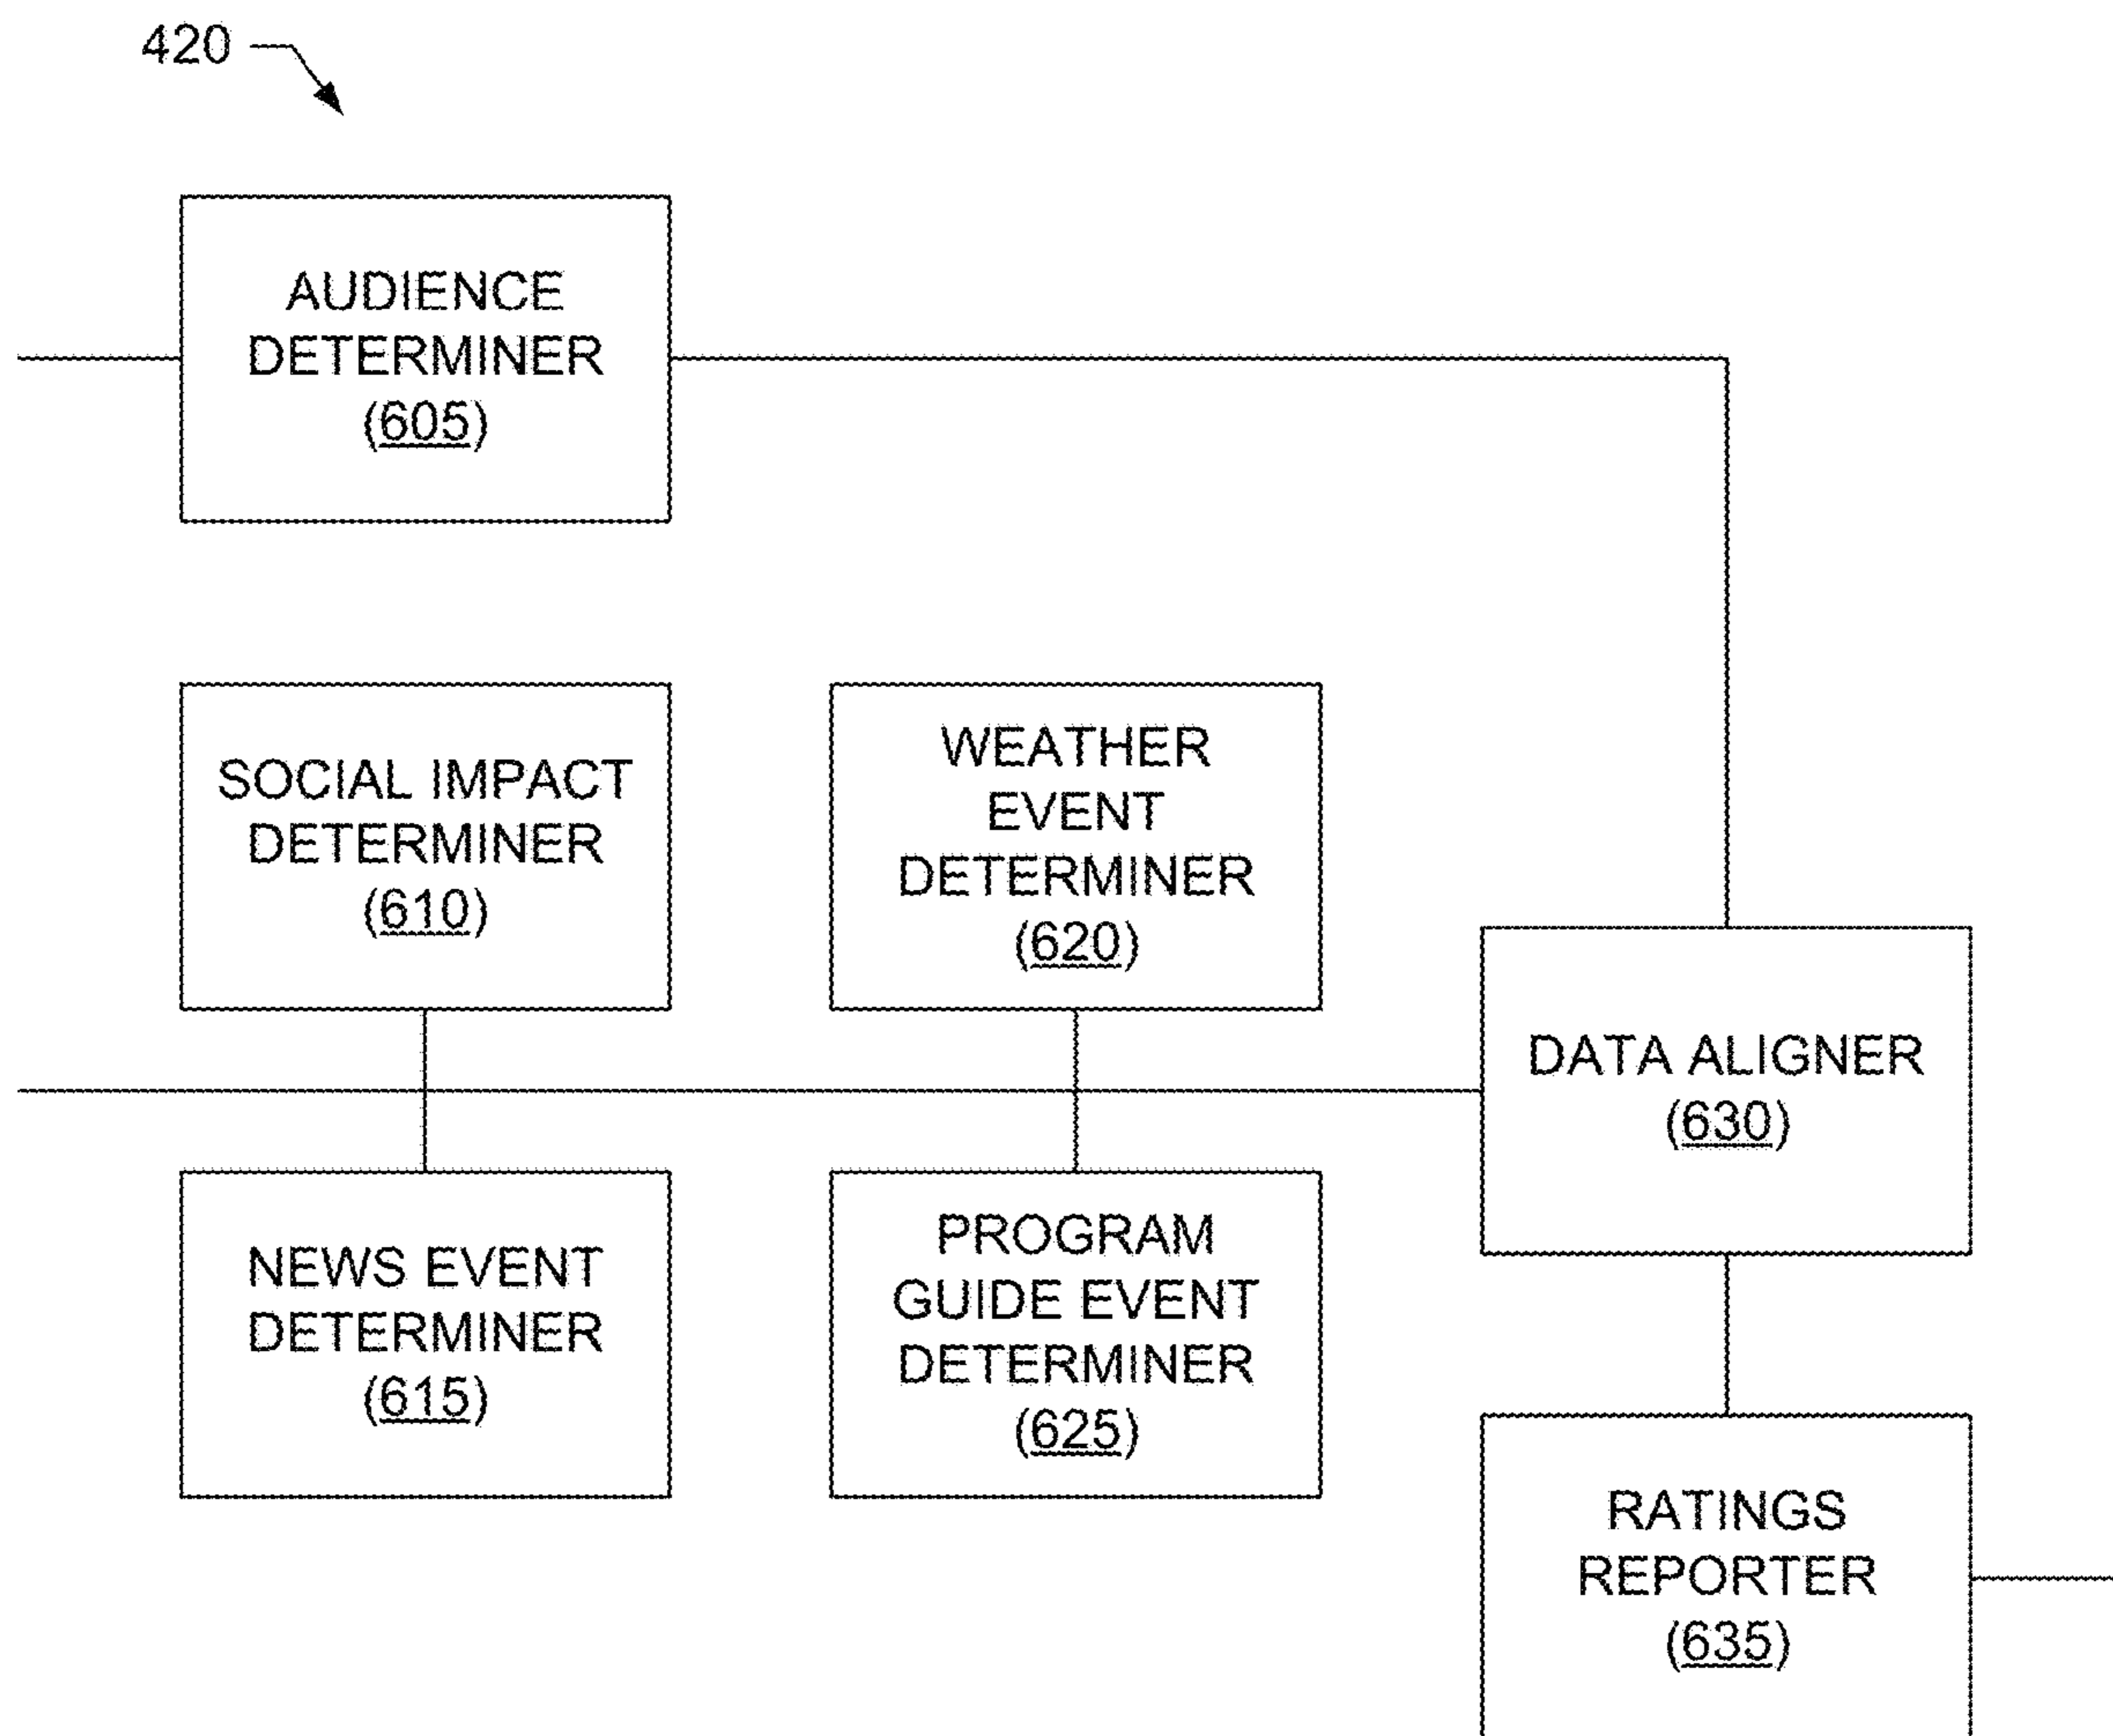 420
AUDIENCE
DETERMINER
(605)
SOCIAL IMPACT
DETERMINER
(610)
WEATHER
EVENT
DETERMINER
(620)
DATA ALIGNER
(630)
NEWS EVENT
DETERMINER
(615)
PROGRAM
GUIDE EVENT
DETERMINER
(625)
RATINGS
REPORTER
(635)